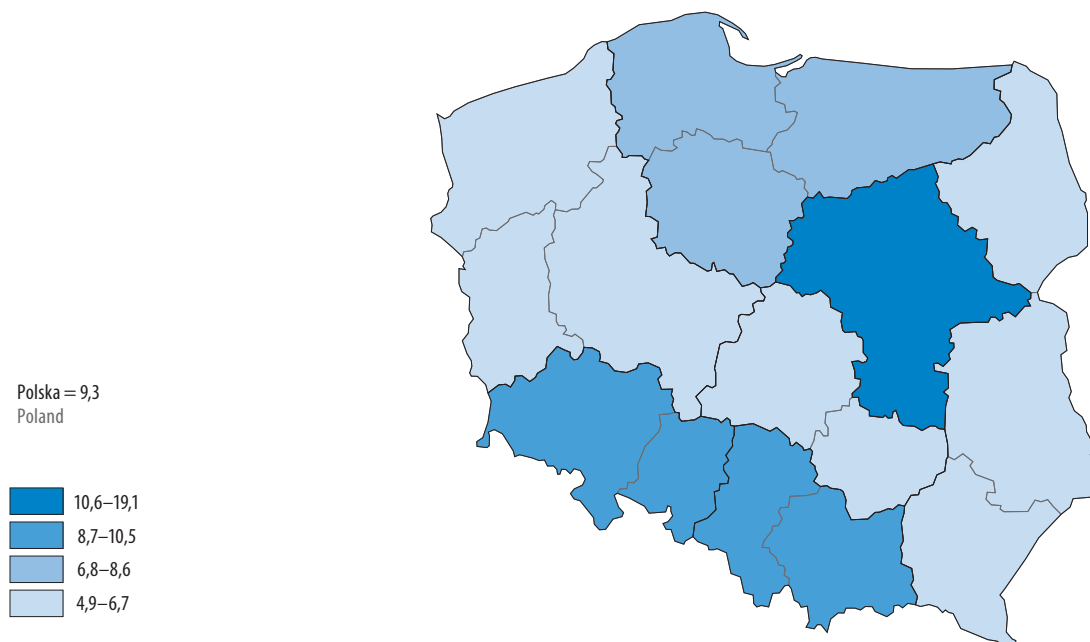 Polska = 9,3
Poland
10,6–19,1
8,7–10,5
6,8–8,6
4,9–6,7